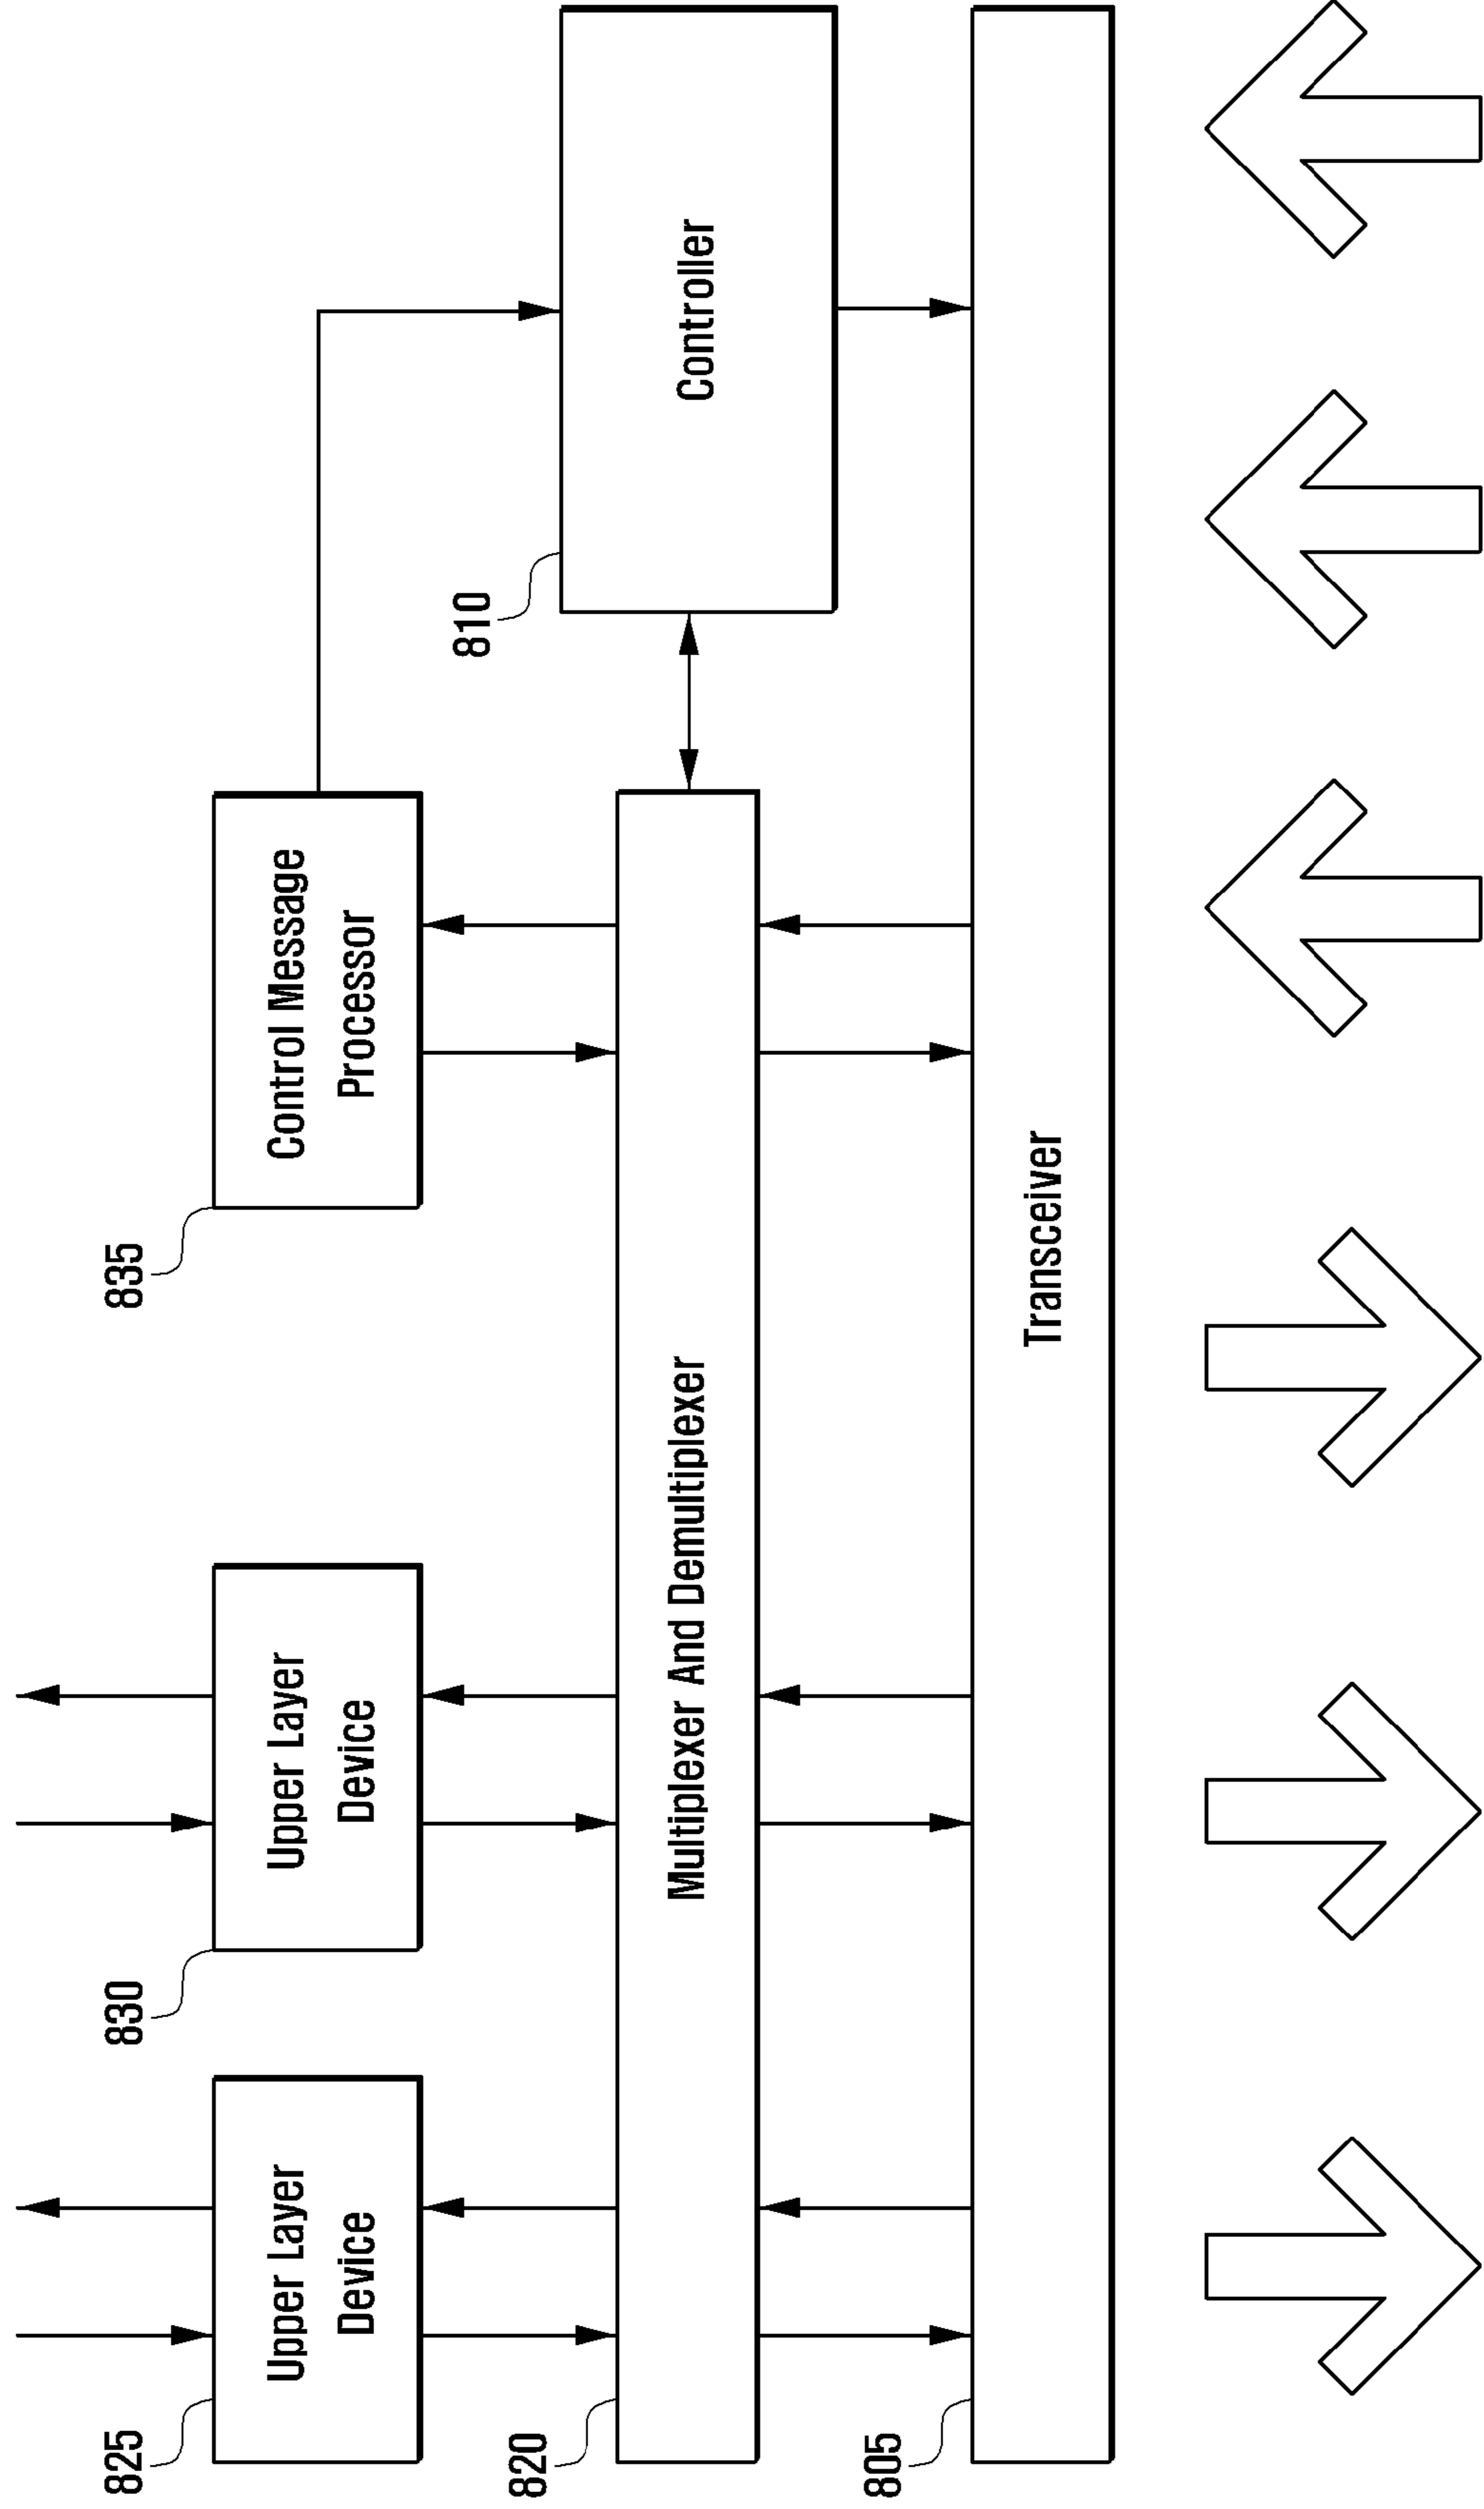 825
Upper Layer
Device
830
Upper Layer
Device
835
Control Message
Processor
820
Multiplexer And Demultiplexer
810
Controller
805
Transceiver